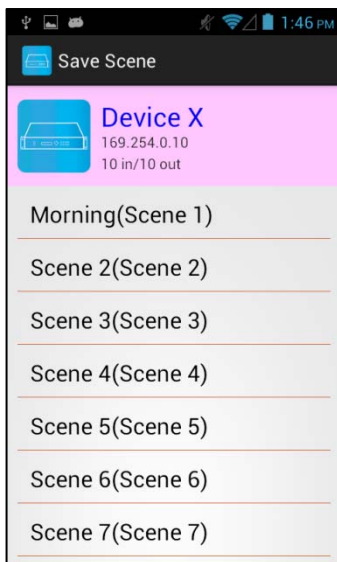 1:46 PM
Save Scene
Device X
169.254.0.10
10 in/10 out
Morning(Scene 1)
Scene 2(Scene 2)
Scene 3(Scene 3)
Scene 4(Scene 4)
Scene 5(Scene 5)
Scene 6(Scene 6)
Scene 7(Scene 7)